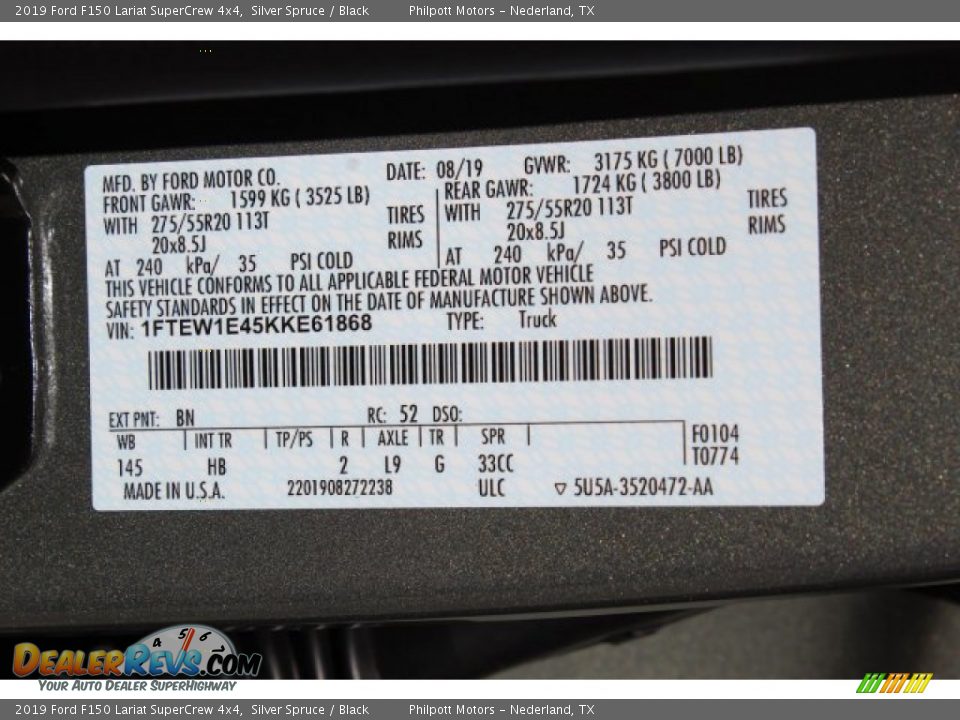 2019 Ford F150 Lariat SuperCrew 4x4, Silver Spruce / Black Philpott Motors - Nederland, TX
MFD. BY FORD MOTOR CO. DATE: 08/19 GVWR: 3175 KG ( 7000 LB)
FRONT GAWR: 1599 KG ( 3525 LB) REAR GAWR: 1724 KG ( 3800 LB)
WITH 275/55R20 113T TIRES WITH 275/55R20 113T TIRES
20x8.5J RIMS 20x8.5J RIMS
AT 240 kPa/ 35 PSI COLD AT 240 kPa/ 35 PSI COLD
THIS VEHICLE CONFORMS TO ALL APPLICABLE FEDERAL MOTOR VEHICLE
SAFETY STANDARDS IN EFFECT ON THE DATE OF MANUFACTURE SHOWN ABOVE.
VIN: 1FTEW1E45KKE61868 TYPE: Truck
EXT PNT: BN RC: 52 DSO:
WB INT TR TP/PS R AXLE TR SPR F0104
145 HB 2 L9 G 33CC T0774
MADE IN U.S.A. 2201908272238 ULC ▽ 5U5A-3520472-AA
4 5 6
DEALERREVS.COM
YOUR AUTO DEALER SUPERHIGHWAY
2019 Ford F150 Lariat SuperCrew 4x4, Silver Spruce / Black Philpott Motors - Nederland, TX